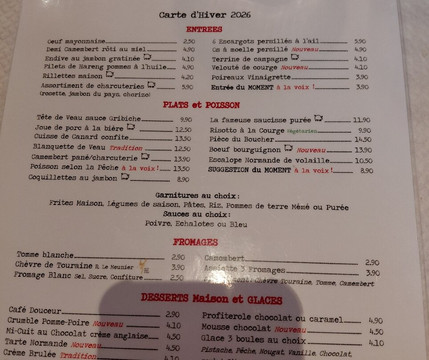 Carte d'Hiver 2026
ENTREES
Oeuf mayonnaise 2.90
Demi Camembert rôti au miel 4.90
Endive au jambon gratinée 4.10
Filets de Hareng pommes à l'huile 4.90
Rillettes maison 4.20
Assortiment de charcuteries 5.90
(rosette, jambon du pays, chorizo)
6 Escargots persillés à l'ail 5.90
Os à moelle persillé Nouveau 4.90
Terrine de campagne 4.10
Velouté de courge Nouveau 4.10
Poireaux Vinaigrette 3.90
Entrée du MOMENT à la voix ! 3.90
PLATS et POISSON
Tête de Veau sauce Gribiche 8.90
Joue de porc à la bière 12.50
Cuisse de Canard confite 13.90
Blanquette de Veau Tradition 12.50
Camembert pané/charcuterie 13.90
Poisson selon la Pêche à la voix ! 13.50
Coquillettes au jambon 8.90
La fameuse saucisse purée 11.90
Risotto à la Courge Végétarien 9.90
Pièce du Boucher 14.50
Boeuf bourguignon Nouveau 13.90
Escalope Normande de volaille 10.50
SUGGESTION du MOMENT à la voix ! 8.90
Garnitures au choix:
Frites Maison, Légumes de saison, Pâtes, Riz, Pommes de terre Mémé ou Purée
Sauces au choix:
Poivre, Echalotes ou Bleu
FROMAGES
Tomme blanche 2.90
Chèvre de Touraine & Le Meunier 3.90
Fromage Blanc Sel, Sucre, Confiture 2.50
Camembert 2.90
Assiette 3 Fromages 3.90
Chèvre Touraine, Tomme, Camembert
DESSERTS Maison et GLACES
Café Douceur 2.90
Crumble Pomme-Poire Nouveau 4.10
Mi-Cuit au Chocolat crème anglaise 4.50
Tarte Normande Nouveau 4.50
Crème Brulée Tradition
Profiterole chocolat ou caramel 4.90
Mousse chocolat Nouveau 4.50
Glace 3 boules au choix 4.10
Pistache, Pêche, Nougat, Vanille, Chocolat